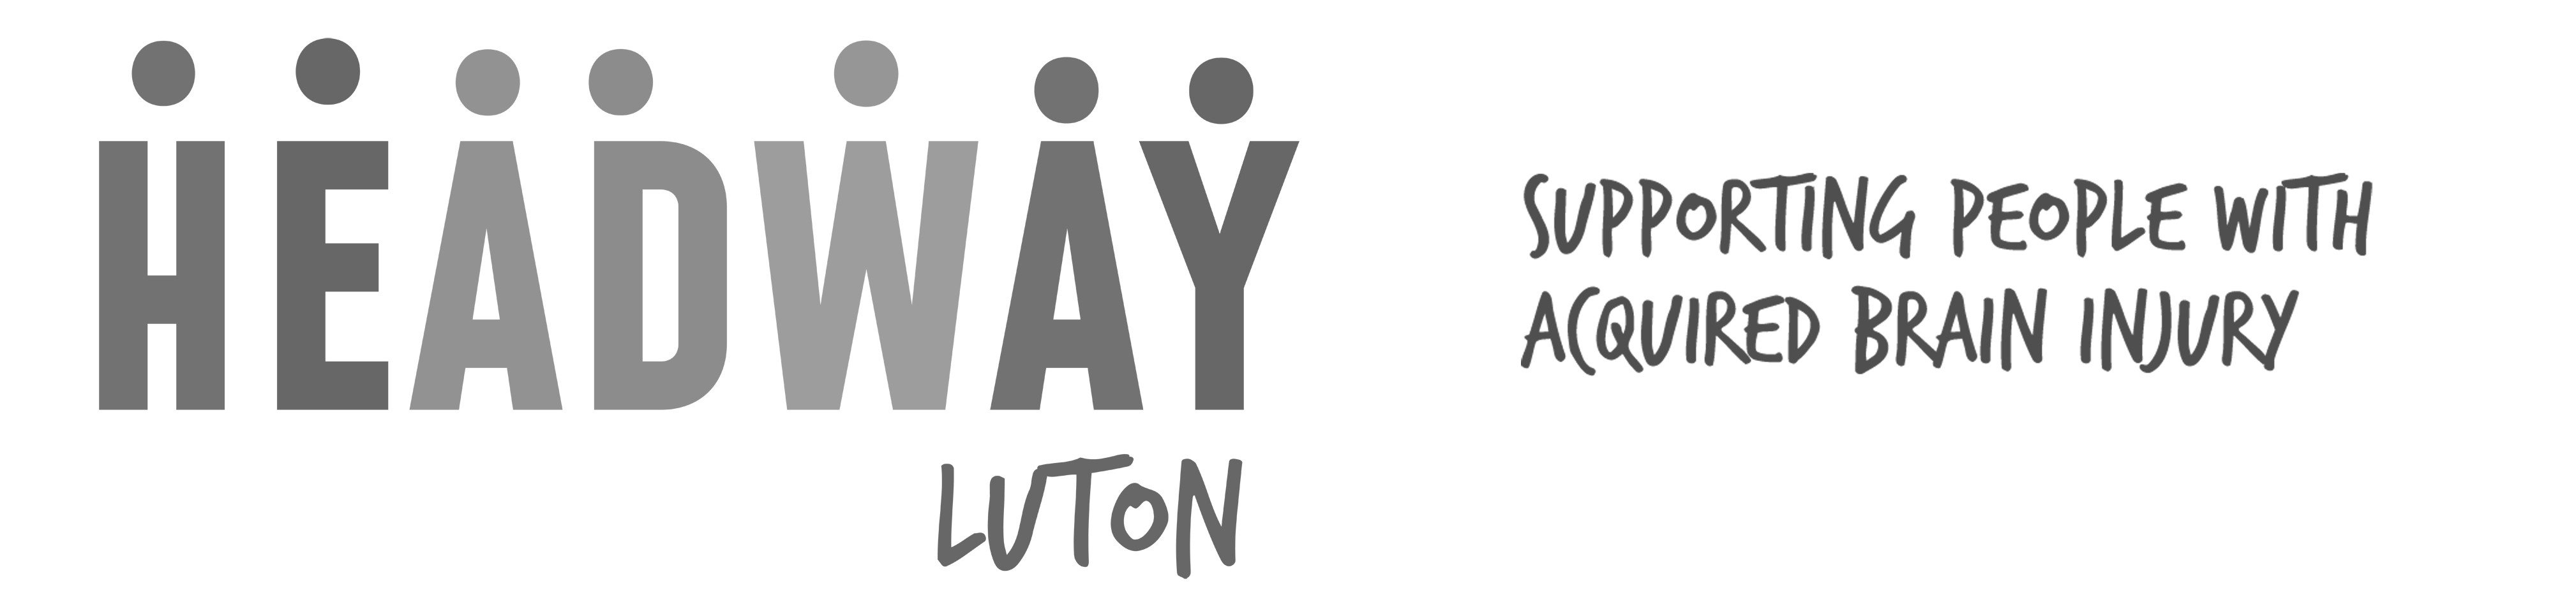 HEADWAY
LUTON
SUPPORTING PEOPLE WITH
ACQUIRED BRAIN INJURY